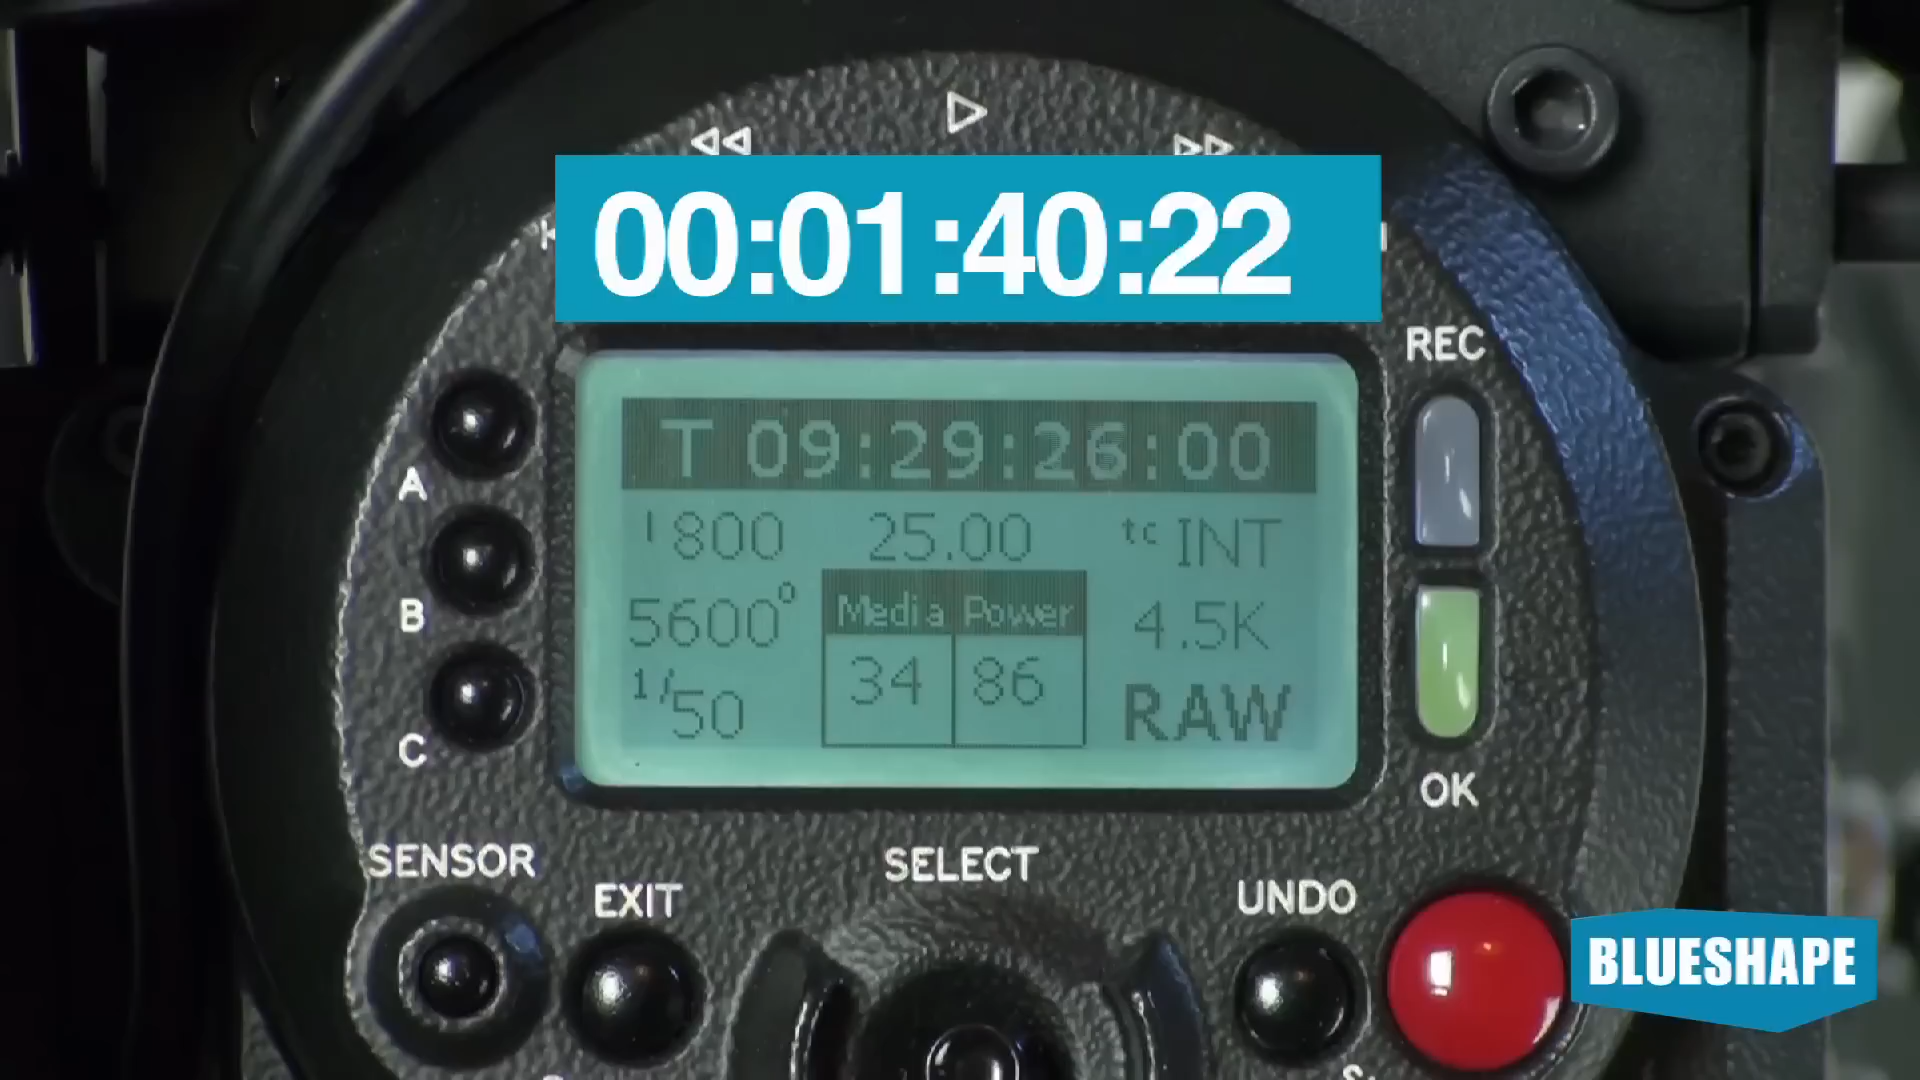 00:01:40:22
REC
T 09:29:26:00
I 800 25.00 tc INT
A
5600° Media Power 4.5K
B
34 86
1/50 RAW
C
OK
SENSOR
SELECT
EXIT
UNDO
BLUESHAPE